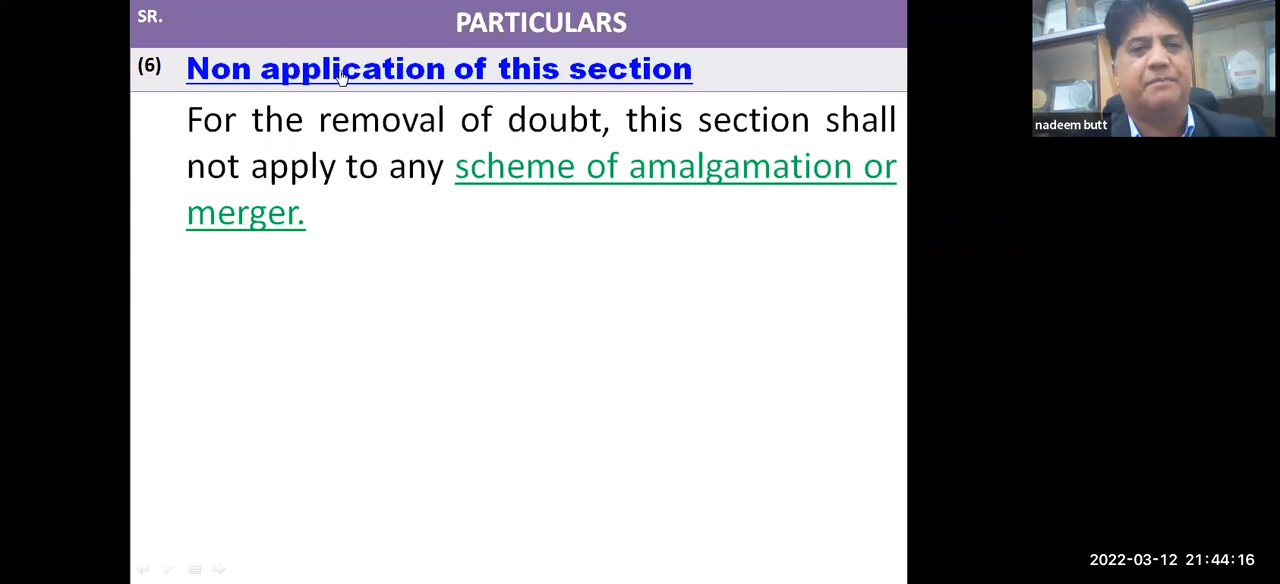 SR.
PARTICULARS
(6)
Non application of this section
For the removal of doubt, this section shall
not apply to any scheme of amalgamation or
merger.
nadeem butt
2022-03-12 21:44:16